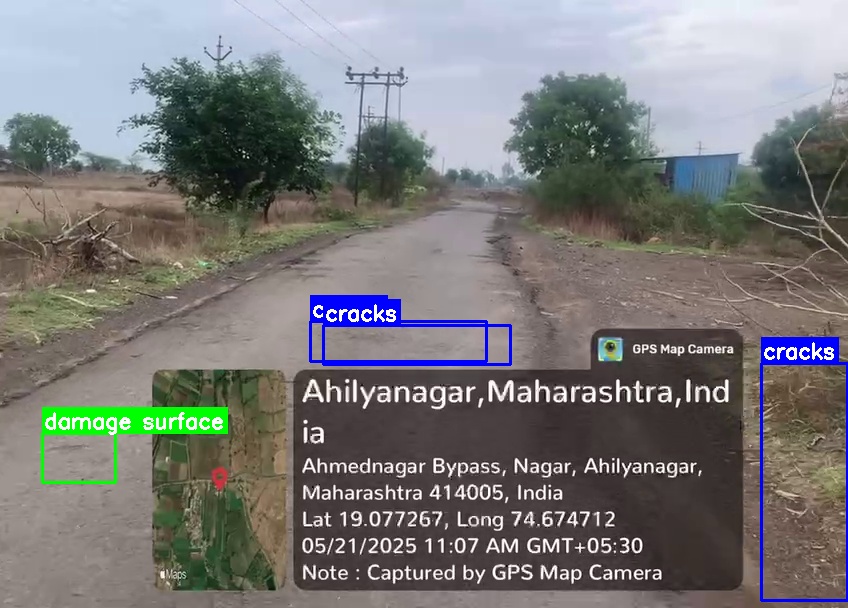 ccracks
cracks
damage surface
GPS Map Camera
Ahilyanagar,Maharashtra,Ind
ia
Ahmednagar Bypass, Nagar, Ahilyanagar,
Maharashtra 414005, India
Lat 19.077267, Long 74.674712
05/21/2025 11:07 AM GMT+05:30
Note : Captured by GPS Map Camera
Maps